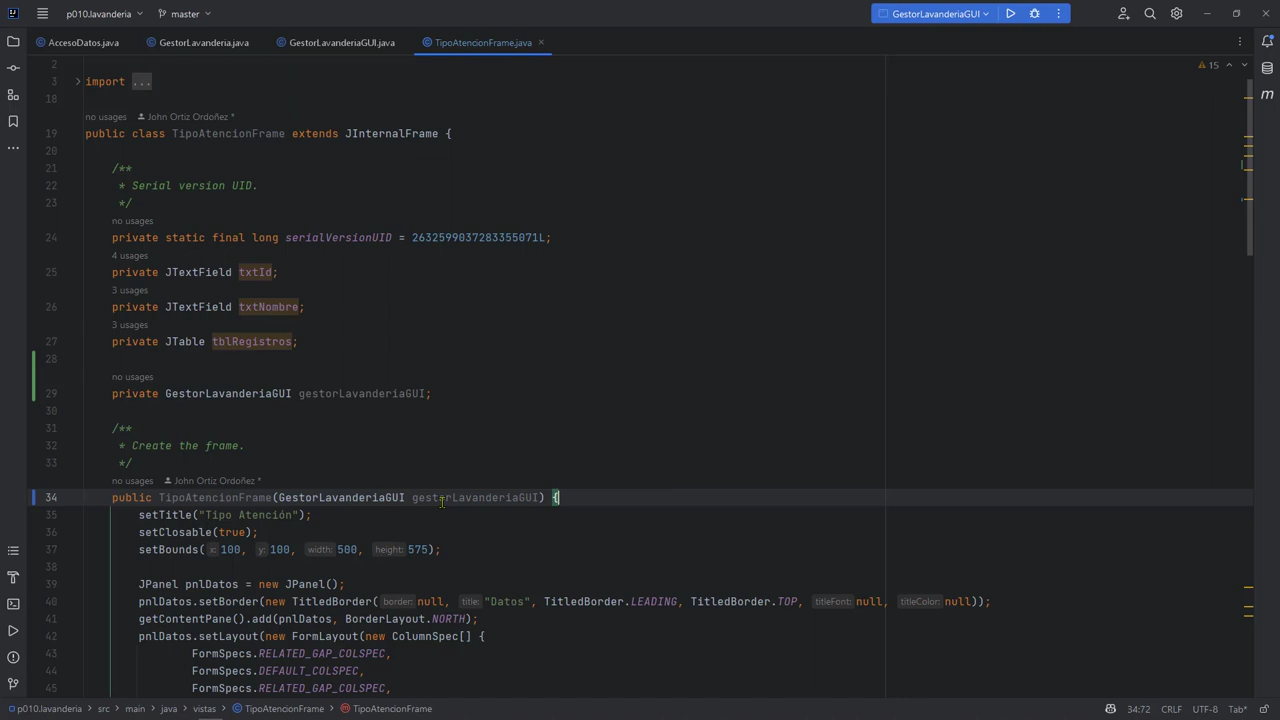 p010.lavanderia master GestorLavanderiaGUI
AccesoDatos.java GestorLavanderia.java GestorLavanderiaGUI.java TipoAtencionFrame.java
2
3 import ... 15
18
no usages John Ortiz Ordoñez *
19 public class TipoAtencionFrame extends JInternalFrame {
20
21 /**
22 * Serial version UID.
23 */
no usages
24 private static final long serialVersionUID = 2632599037283355071L;
4 usages
25 private JTextField txtId;
3 usages
26 private JTextField txtNombre;
3 usages
27 private JTable tblRegistros;
28
no usages
29 private GestorLavanderiaGUI gestorLavanderiaGUI;
30
31 /**
32 * Create the frame.
33 */
no usages John Ortiz Ordoñez *
34 public TipoAtencionFrame(GestorLavanderiaGUI gestorLavanderiaGUI) {
35 setTitle("Tipo Atención");
36 setClosable(true);
37 setBounds( x: 100, y: 100, width: 500, height: 575);
38
39 JPanel pnlDatos = new JPanel();
40 pnlDatos.setBorder(new TitledBorder( border: null, title: "Datos", TitledBorder.LEADING, TitledBorder.TOP, titleFont: null, titleColor: null));
41 getContentPane().add(pnlDatos, BorderLayout.NORTH);
42 pnlDatos.setLayout(new FormLayout(new ColumnSpec[] {
43 FormSpecs.RELATED_GAP_COLSPEC,
44 FormSpecs.DEFAULT_COLSPEC,
45 FormSpecs.RELATED_GAP_COLSPEC,
p010.lavanderia > src > main > java > vistas > TipoAtencionFrame > TipoAtencionFrame 34:72 CRLF UTF-8 Tab*